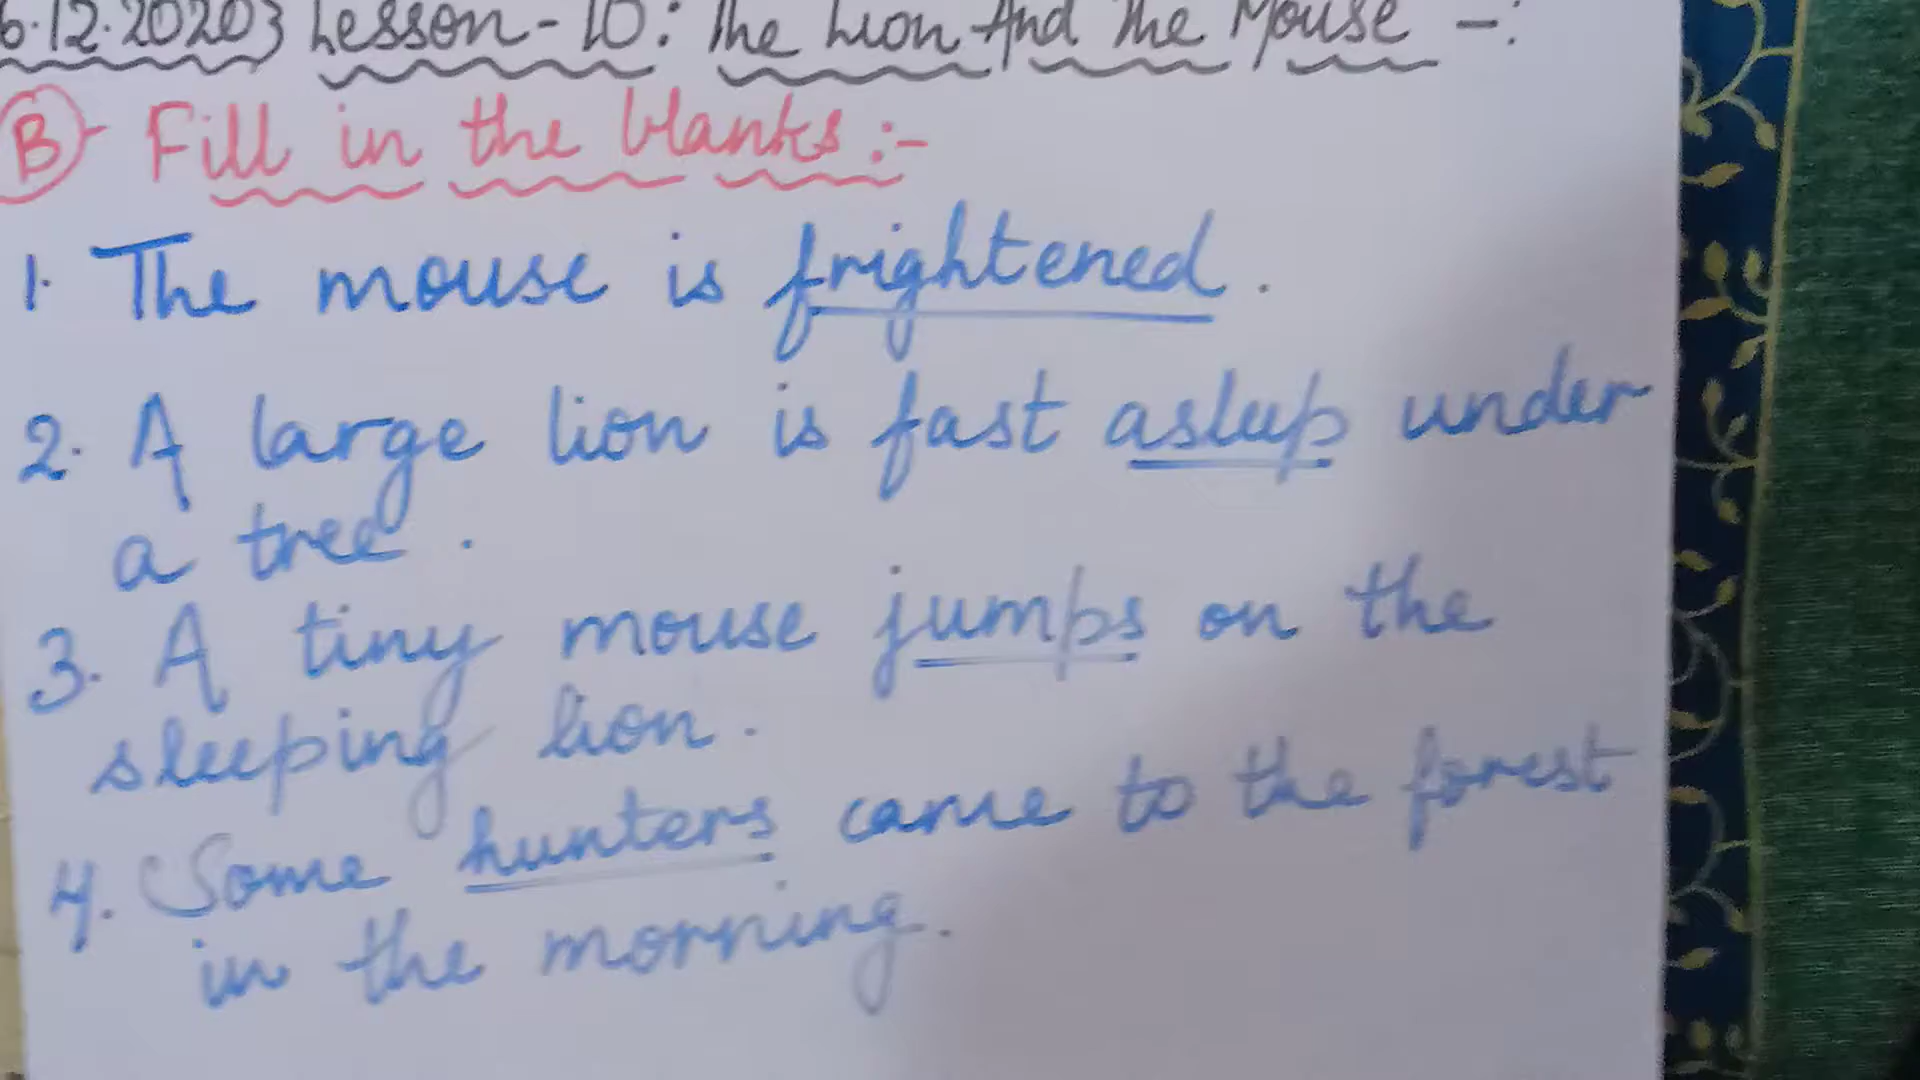 6.12.2020} Lesson-10: The Lion And The Mouse -:
B- Fill in the blanks:-
1. The mouse is frightened.
2. A large lion is fast asleep under
a tree.
3. A tiny mouse jumps on the
sleeping lion.
4. Some hunters came to the forest
in the morning.